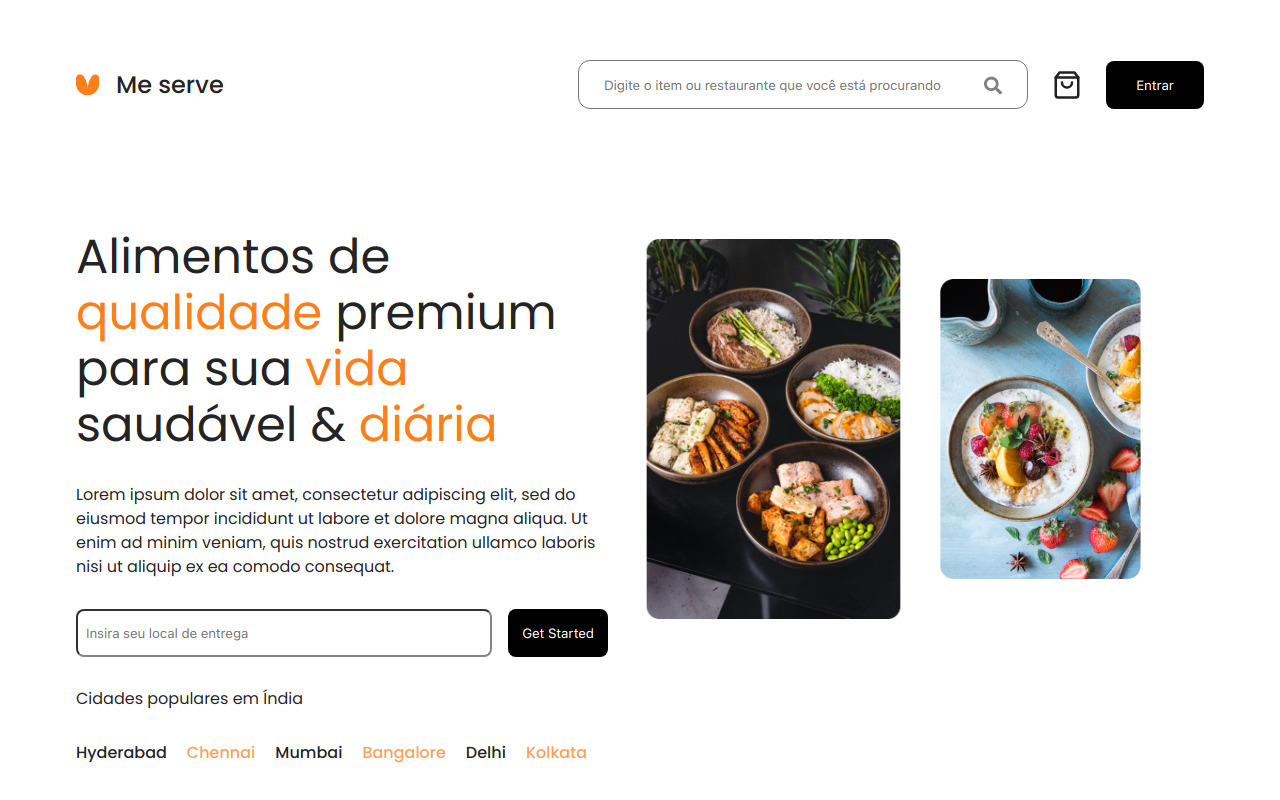 Me serve
Digite o item ou restaurante que você está procurando
Entrar
Alimentos de
qualidade premium
para sua vida
saudável & diária
Lorem ipsum dolor sit amet, consectetur adipiscing elit, sed do
eiusmod tempor incididunt ut labore et dolore magna aliqua. Ut
enim ad minim veniam, quis nostrud exercitation ullamco laboris
nisi ut aliquip ex ea comodo consequat.
Insira seu local de entrega
Get Started
Cidades populares em Índia
Hyderabad Chennai Mumbai Bangalore Delhi Kolkata